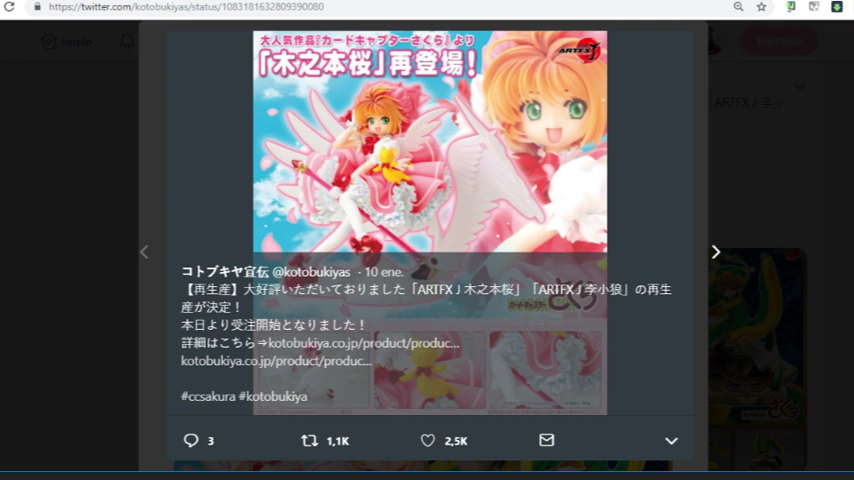 https://twitter.com/kotobukiyas/status/1083181632809390080
Inicio
大人気作品『カードキャプターさくら』より
「木之本桜」再登場！
ARTFX J
コトブキヤ宣伝 @kotobukiyas · 10 ene.
【再生産】大好評いただいておりました「ARTFX J 木之本桜」「ARTFX J 李小狼」の再生
産が決定！
本日より受注開始となりました！
詳細はこちら⇒kotobukiya.co.jp/product/produc...
kotobukiya.co.jp/product/produc...
#ccsakura #kotobukiya
3
1,1K
2,5K